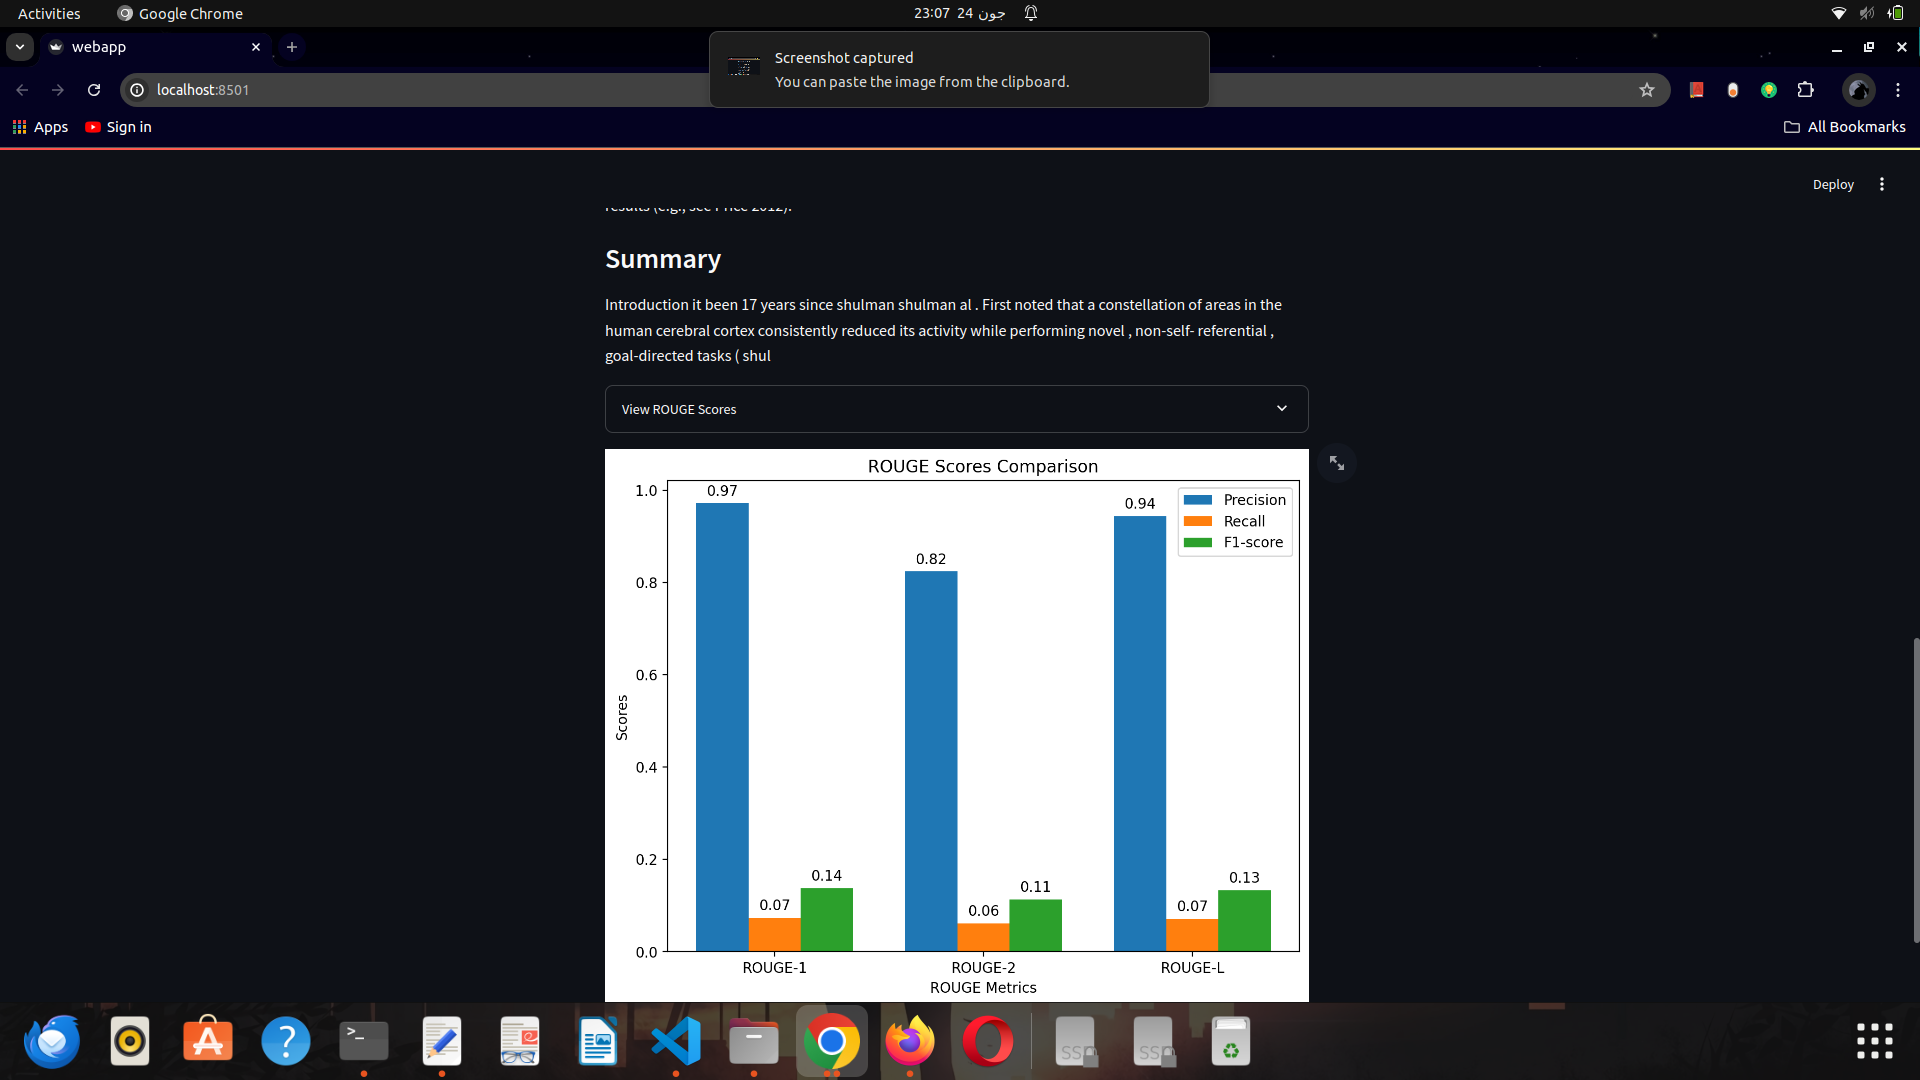 Activities
Google Chrome
23:07 24 جون
webapp
Screenshot captured
You can paste the image from the clipboard.
localhost:8501
Apps
Sign in
All Bookmarks
Deploy
results (e.g., see Price 2012).
Summary
Introduction it been 17 years since shulman shulman al . First noted that a constellation of areas in the
human cerebral cortex consistently reduced its activity while performing novel , non-self- referential ,
goal-directed tasks ( shul
View ROUGE Scores
ROUGE Scores Comparison
1.0
0.8
0.6
0.4
0.2
0.0
Scores
0.97
0.07
0.14
0.82
0.06
0.11
0.94
0.07
0.13
Precision
Recall
F1-score
ROUGE-1
ROUGE-2
ROUGE-L
ROUGE Metrics
SSD
SSD